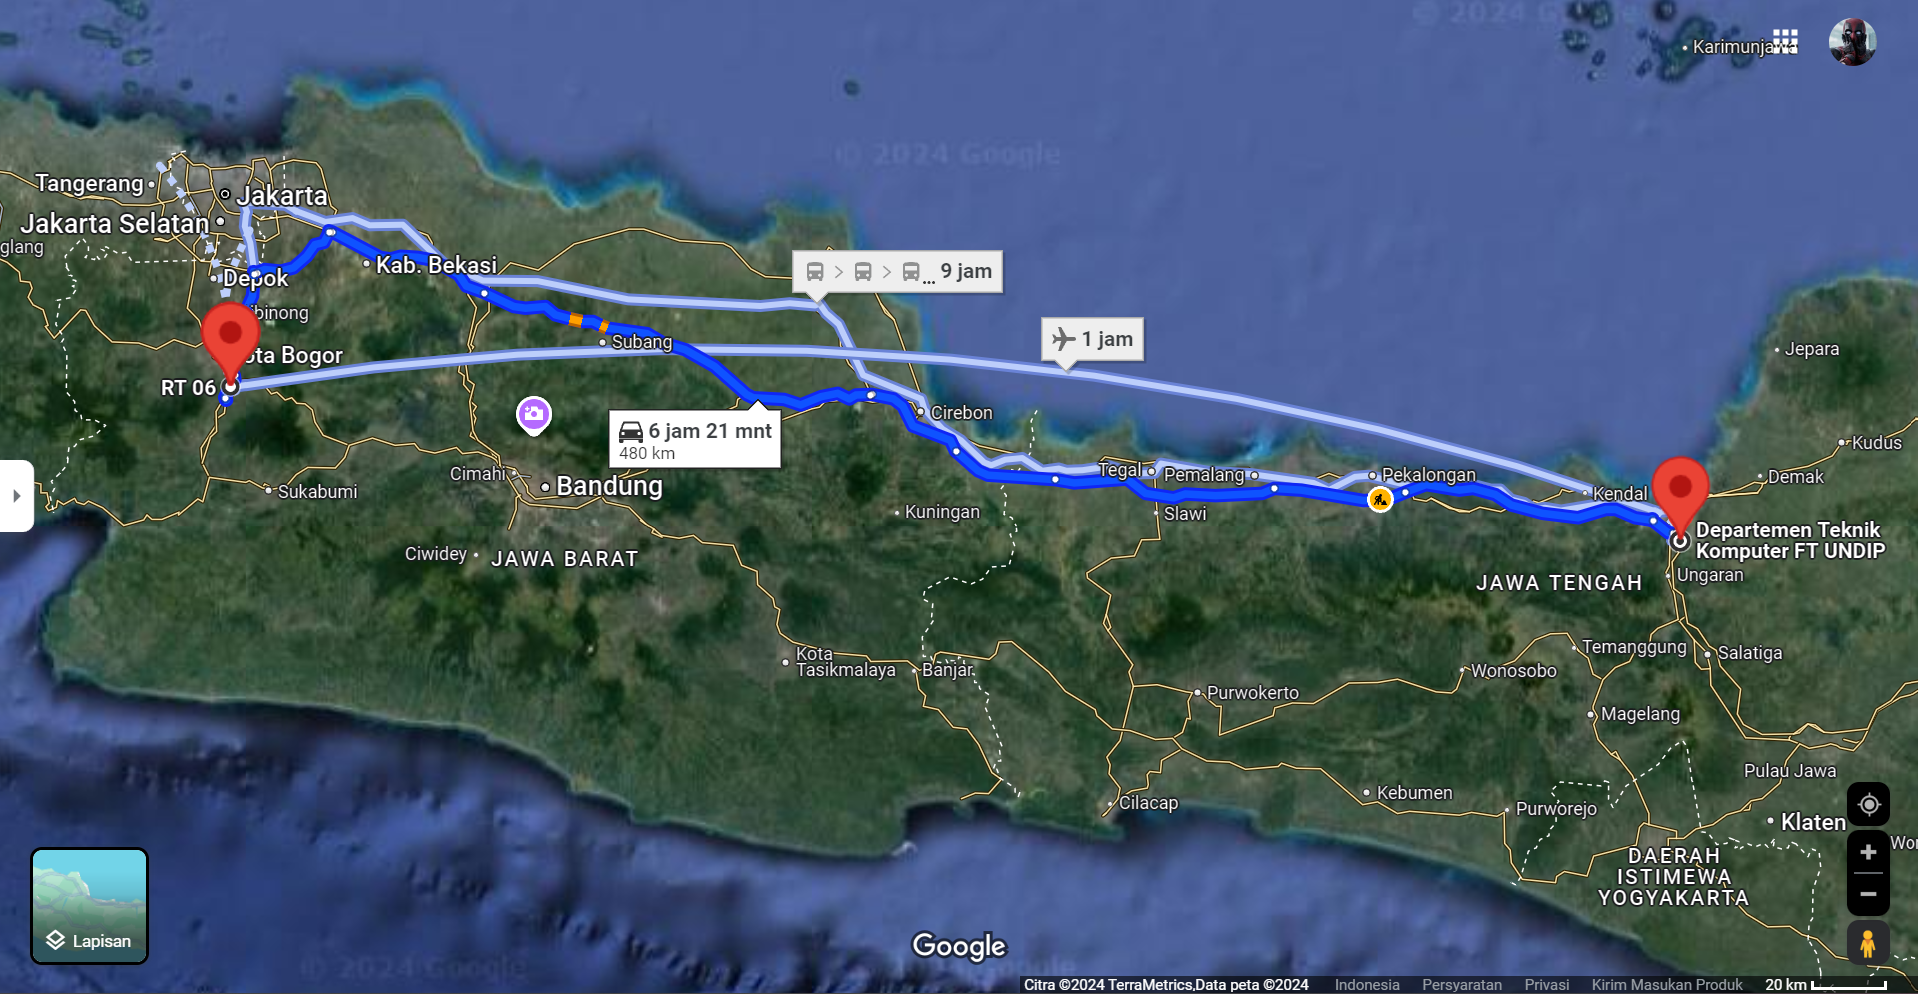 © 2024 G
Karimunjawa
© 2024 Google
Tangerang
Jakarta
Jakarta Selatan
glang
Kab. Bekasi
Depok
9 jam
binong
1 jam
Subang
Jepara
ota Bogor
RT 06
Cirebon
6 jam 21 mnt
480 km
Kudus
Cimahi
Tegal
Pemalang
Pekalongan
Demak
Bandung
Sukabumi
Kendal
Kuningan
Slawi
Departemen Teknik
Komputer FT UNDIP
Ciwidey
JAWA BARAT
JAWA TENGAH
Ungaran
Kota
Tasikmalaya
Banjar
Temanggung
Salatiga
Wonosobo
Purwokerto
Magelang
Pulau Jawa
Cilacap
Kebumen
Purworejo
Klaten
Wor
DAERAH
ISTIMEWA
YOGYAKARTA
Lapisan
Google
© 2024 Google
Citra ©2024 TerraMetrics,Data peta ©2024
Indonesia
Persyaratan
Privasi
Kirim Masukan Produk
20 km